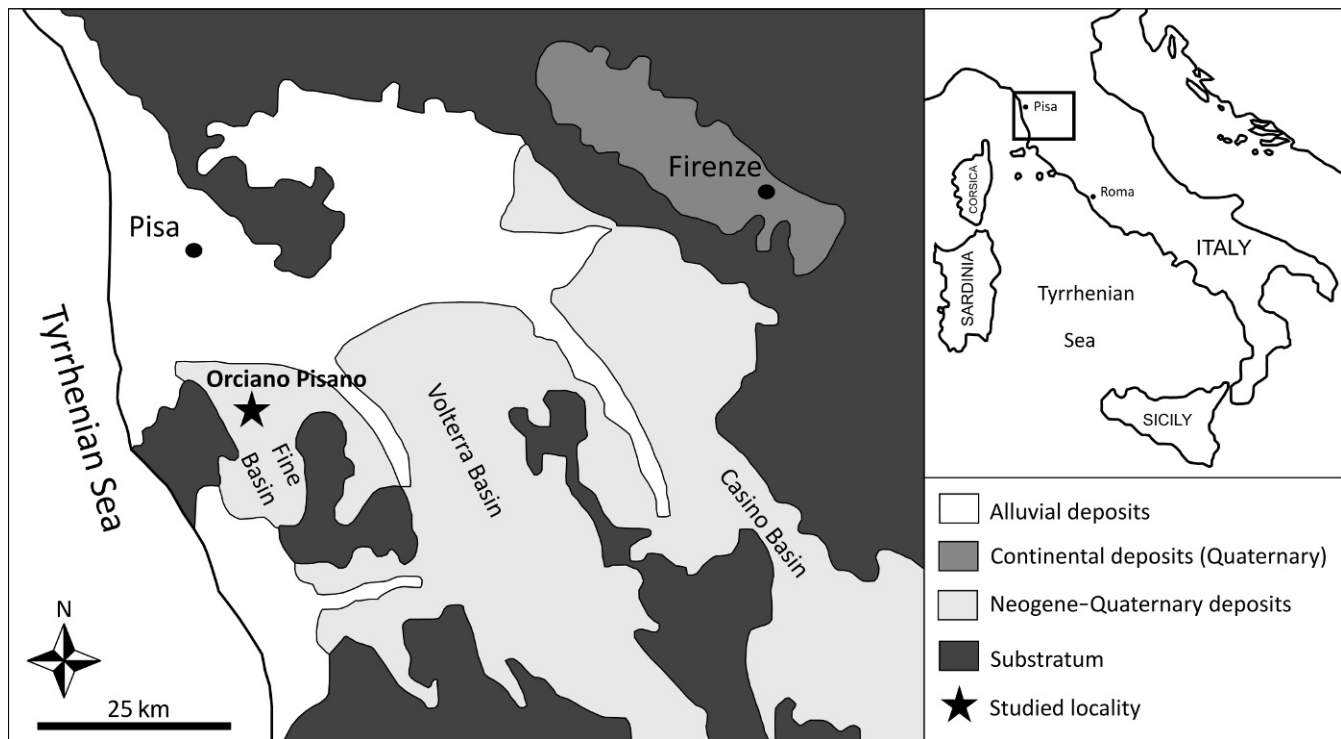 Firenze
Pisa
Tyrrhenian Sea
Orciano Pisano
Fine
Basin
Volterra Basin
Casino Basin
N
25 km
Pisa
CORSICA
Roma
ITALY
SARDINIA
Tyrrhenian
Sea
SICILY
Alluvial deposits
Continental deposits (Quaternary)
Neogene-Quaternary deposits
Substratum
Studied locality